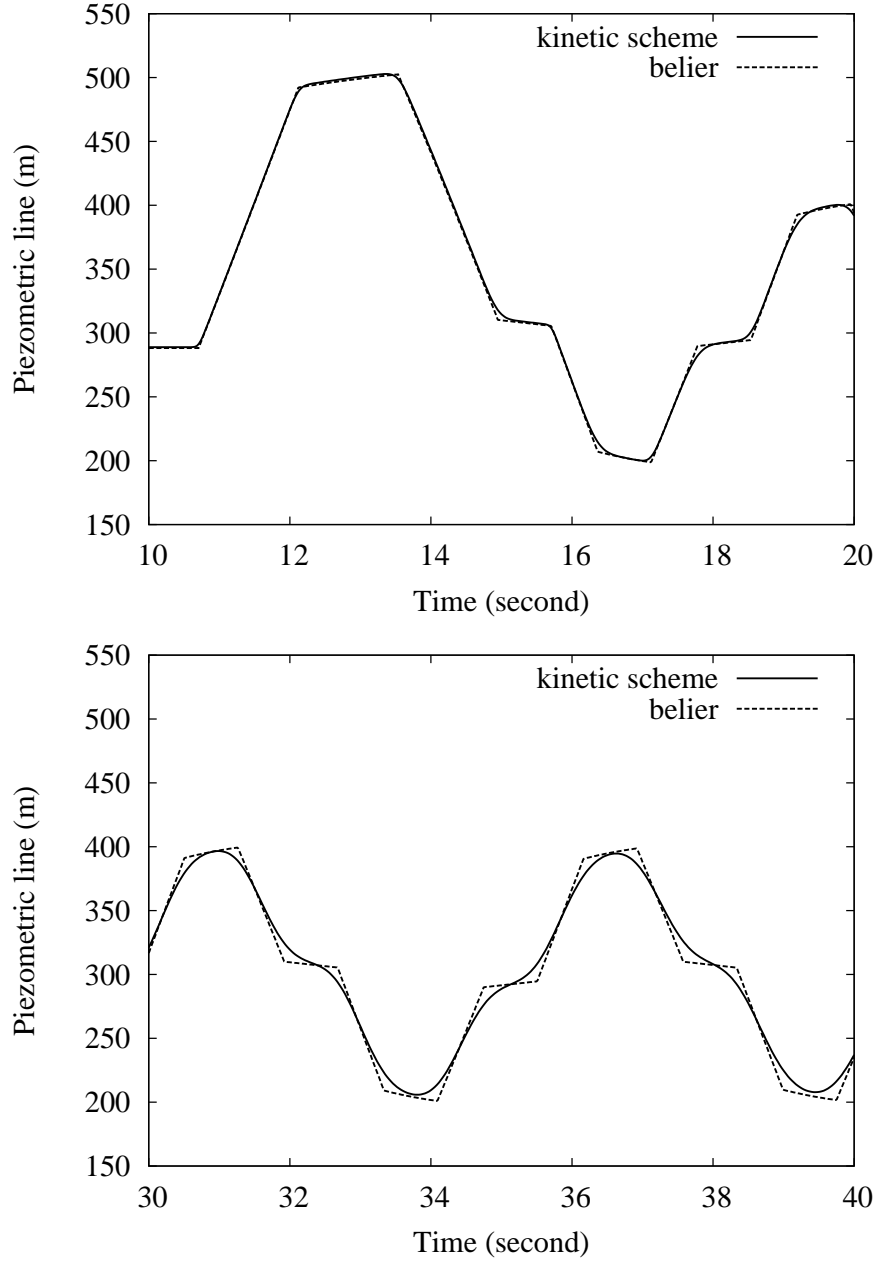 550
500
450
400
350
300
250
200
150
Piezometric line (m)
kinetic scheme
belier
10 12 14 16 18 20
Time (second)
550
500
450
400
350
300
250
200
150
Piezometric line (m)
kinetic scheme
belier
30 32 34 36 38 40
Time (second)